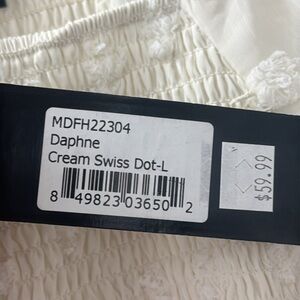 MDFH22304
Daphne
Cream Swiss Dot-L
8 49823 03650 2
$59.99